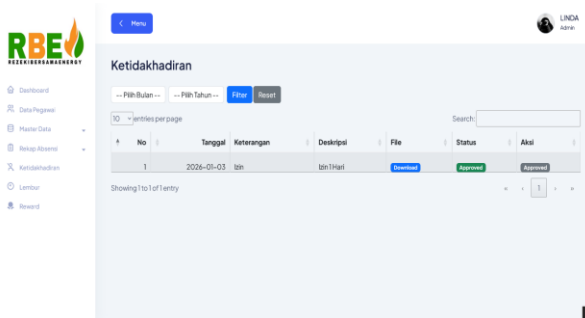 < Menu
LINDA
Admin
RBE
REZEKIBERSAMAENERGY
Ketidakhadiran
-- Pilih Bulan -- -- Pilih Tahun -- Filter Reset
Dashboard
Data Pegawai
Master Data
Rekap Absensi
Ketidakhadiran
Lembur
Reward
10 entries per page
Search:
No Tanggal Keterangan Deskripsi File Status Aksi
1 2026-01-03 Izin Izin 1 Hari Download Approved Approved
Showing 1 to 1 of 1 entry
« ‹ 1 › »